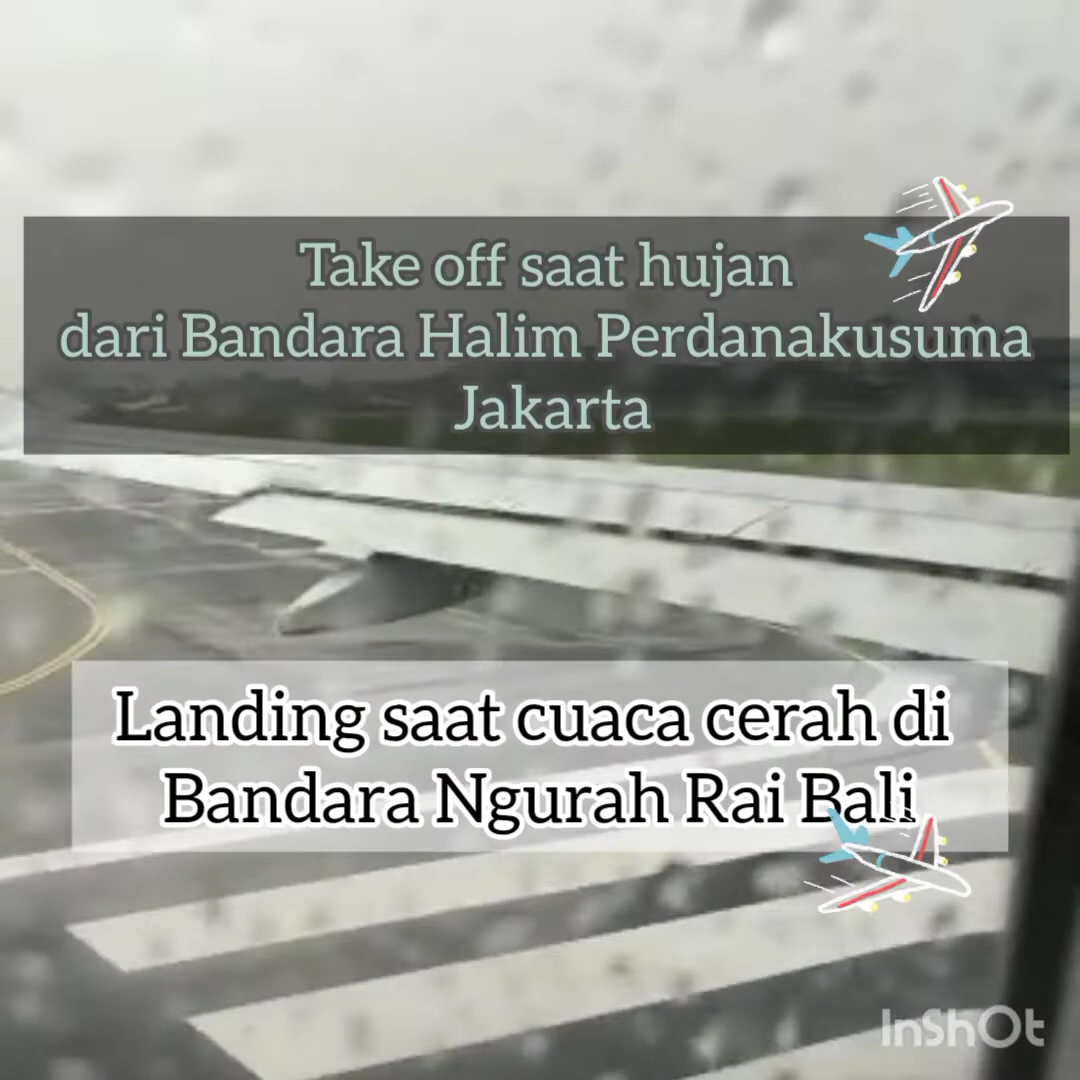 Take off saat hujan
dari Bandara Halim Perdanakusuma
Jakarta
Landing saat cuaca cerah di
Bandara Ngurah Rai Bali
InShOt